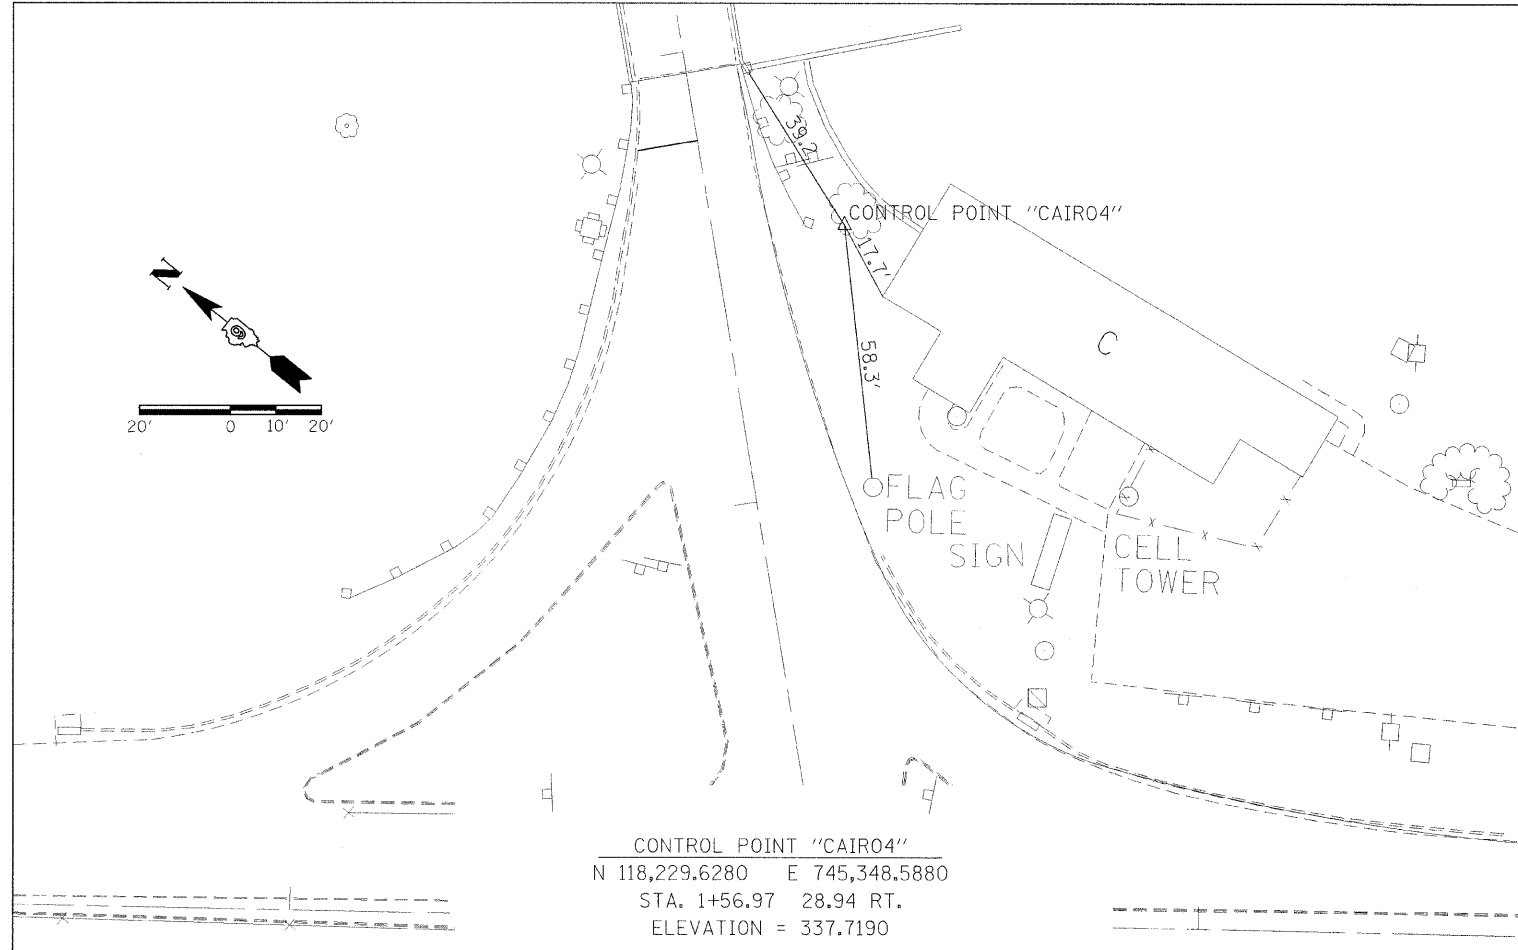 39.2'
CONTROL POINT "CAIRO4"
17.7'
N
20' 0 10' 20'
58.3'
C
FLAG
POLE
SIGN
CELL
TOWER
CONTROL POINT "CAIRO4"
N 118,229.6280 E 745,348.5880
STA. 1+56.97 28.94 RT.
ELEVATION = 337.7190